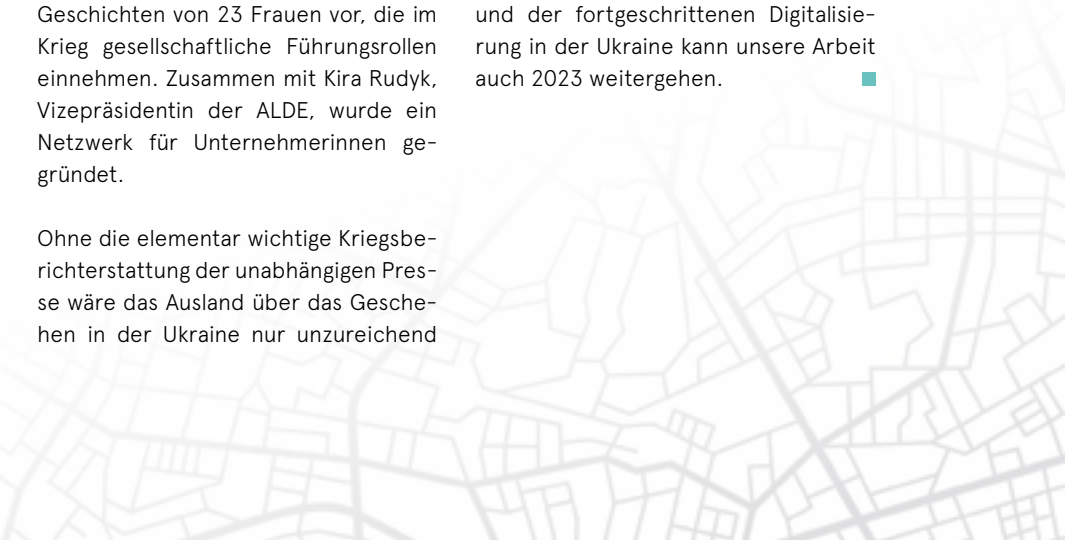 Geschichten von 23 Frauen vor, die im
Krieg gesellschaftliche Führungsrollen
einnehmen. Zusammen mit Kira Rudyk,
Vizepräsidentin der ALDE, wurde ein
Netzwerk für Unternehmerinnen ge-
gründet.
Ohne die elementar wichtige Kriegsbe-
richterstattung der unabhängigen Pres-
se wäre das Ausland über das Gesche-
hen in der Ukraine nur unzureichend
und der fortgeschrittenen Digitalisie-
rung in der Ukraine kann unsere Arbeit
auch 2023 weitergehen.